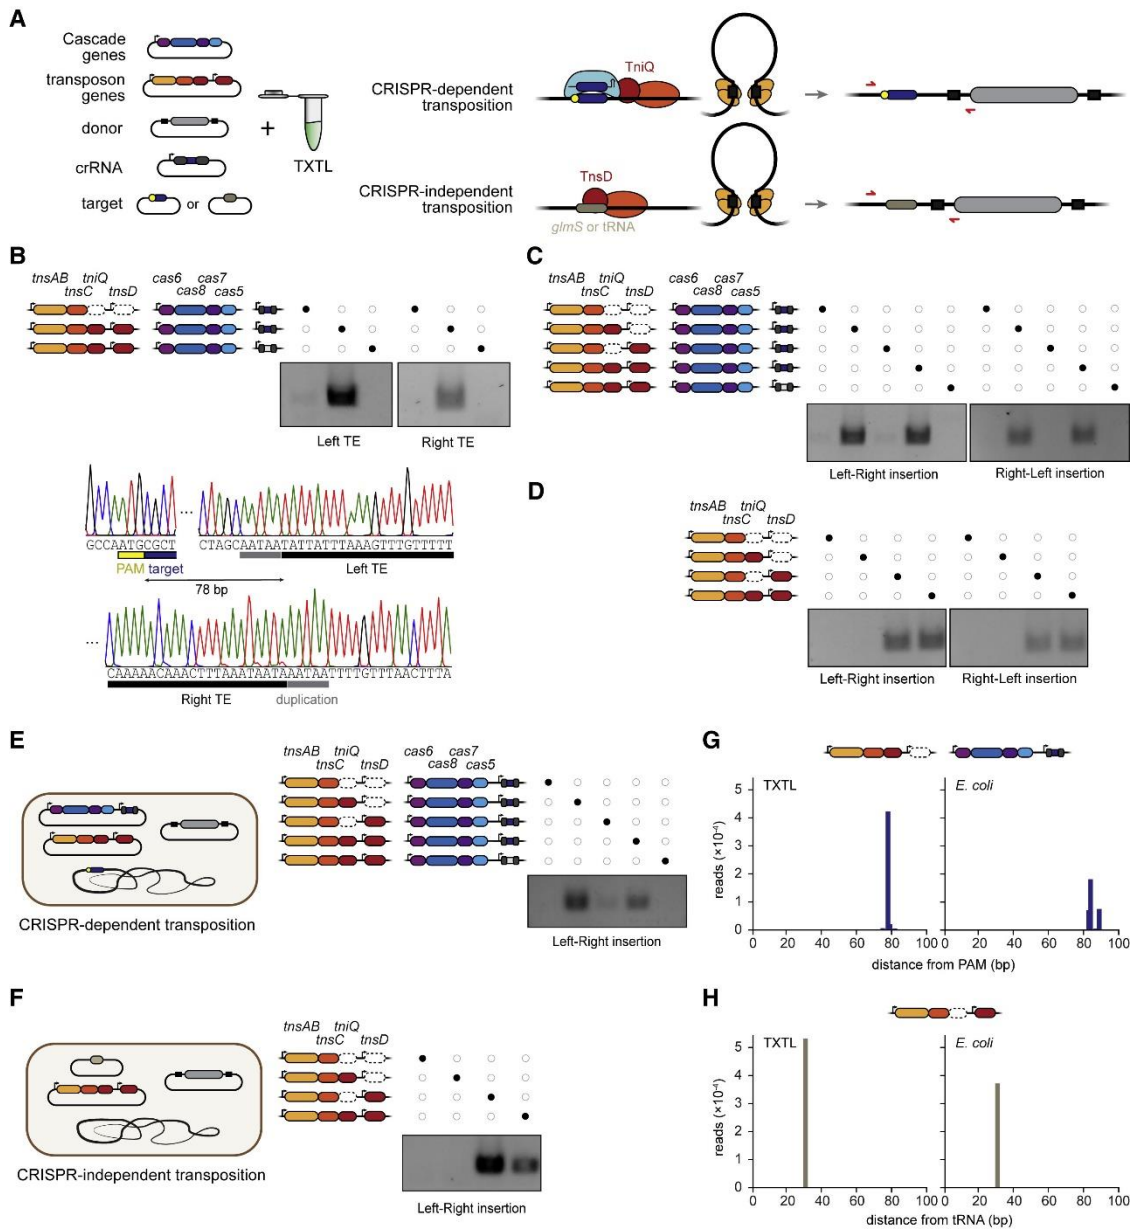 A
Cascade
genes
transposon
genes
donor
crRNA
target
or
+
TXTL
CRISPR-dependent
transposition
TniQ
CRISPR-independent
transposition
TnsD
glmS or tRNA
B
tnsAB tniQ
tnsC tnsD
cas6 cas7
cas8 cas5
Left TE
Right TE
GCCAATGCGCT
...
CTAGCAATAATATTATTTAAAGTTTGTTTTT
PAM target
Left TE
78 bp
...
CAAAAACAAACTTTAAATAATAAATAATTTTGTTTAACTTTA
Right TE
duplication
C
tnsAB tniQ
tnsC tnsD
cas6 cas7
cas8 cas5
Left-Right insertion
Right-Left insertion
D
tnsAB tniQ
tnsC tnsD
Left-Right insertion
Right-Left insertion
E
CRISPR-dependent transposition
tnsAB tniQ
tnsC tnsD
cas6 cas7
cas8 cas5
Left-Right insertion
F
CRISPR-independent transposition
tnsAB tniQ
tnsC tnsD
Left-Right insertion
G
TXTL
E. coli
reads (×10⁻⁴)
5
4
3
2
1
0
0 20 40 60 80 100
0 20 40 60 80 100
distance from PAM (bp)
H
TXTL
E. coli
reads (×10⁻⁴)
5
4
3
2
1
0
0 20 40 60 80 100
0 20 40 60 80 100
distance from tRNA (bp)